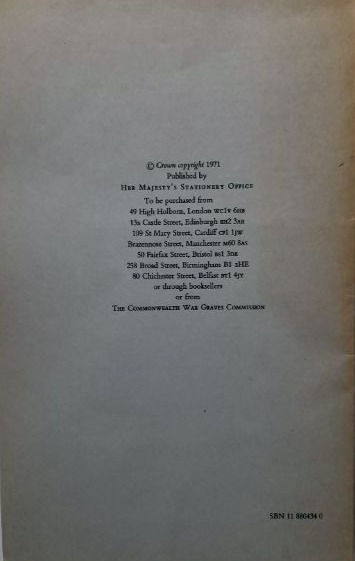 © Crown copyright 1971
Published by
HER MAJESTY'S STATIONERY OFFICE
To be purchased from
49 High Holborn, London WC1V 6HB
13a Castle Street, Edinburgh EH2 3AR
109 St Mary Street, Cardiff CF1 1JW
Brazennose Street, Manchester M60 8AS
50 Fairfax Street, Bristol BS1 3DE
258 Broad Street, Birmingham B1 2HE
80 Chichester Street, Belfast BT1 4JY
or through booksellers
or from
THE COMMONWEALTH WAR GRAVES COMMISSION
SBN 11 880434 0